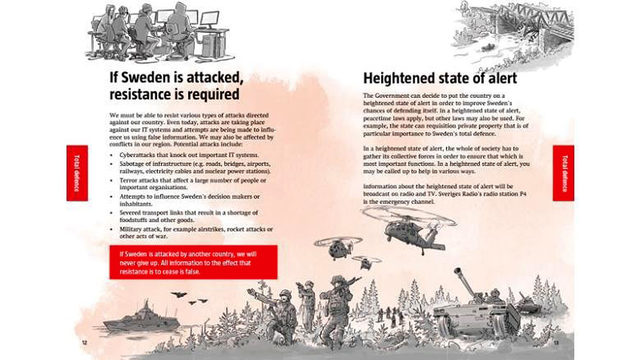 If Sweden is attacked,
resistance is required
We must be able to resist various types of attacks directed
against our country. Even today, attacks are taking place
against our IT systems and attempts are being made to influ-
ence us using false information. We may also be affected by
conflicts in our region. Potential attacks include:
• Cyberattacks that knock out important IT systems.
• Sabotage of infrastructure (e.g. roads, bridges, airports,
railways, electricity cables and nuclear power stations).
• Terror attacks that affect a large number of people or
important organisations.
• Attempts to influence Sweden's decision makers or
inhabitants.
• Severed transport links that result in a shortage of
foodstuffs and other goods.
• Military attack, for example airstrikes, rocket attacks or
other acts of war.
If Sweden is attacked by another country, we will
never give up. All information to the effect that
resistance is to cease is false.
Total defence
12
Heightened state of alert
The Government can decide to put the country on a
heightened state of alert in order to improve Sweden's
chances of defending itself. In a heightened state of alert,
peacetime laws apply, but other laws may also be used. For
example, the state can requisition private property that is of
particular importance to Sweden's total defence.
In a heightened state of alert, the whole of society has to
gather its collective forces in order to ensure that which is
most important functions. In a heightened state of alert, you
may be called up to help in various ways.
Information about the heightened state of alert will be
broadcast on radio and TV. Sveriges Radio's radio station P4
is the emergency channel.
Total defence
13